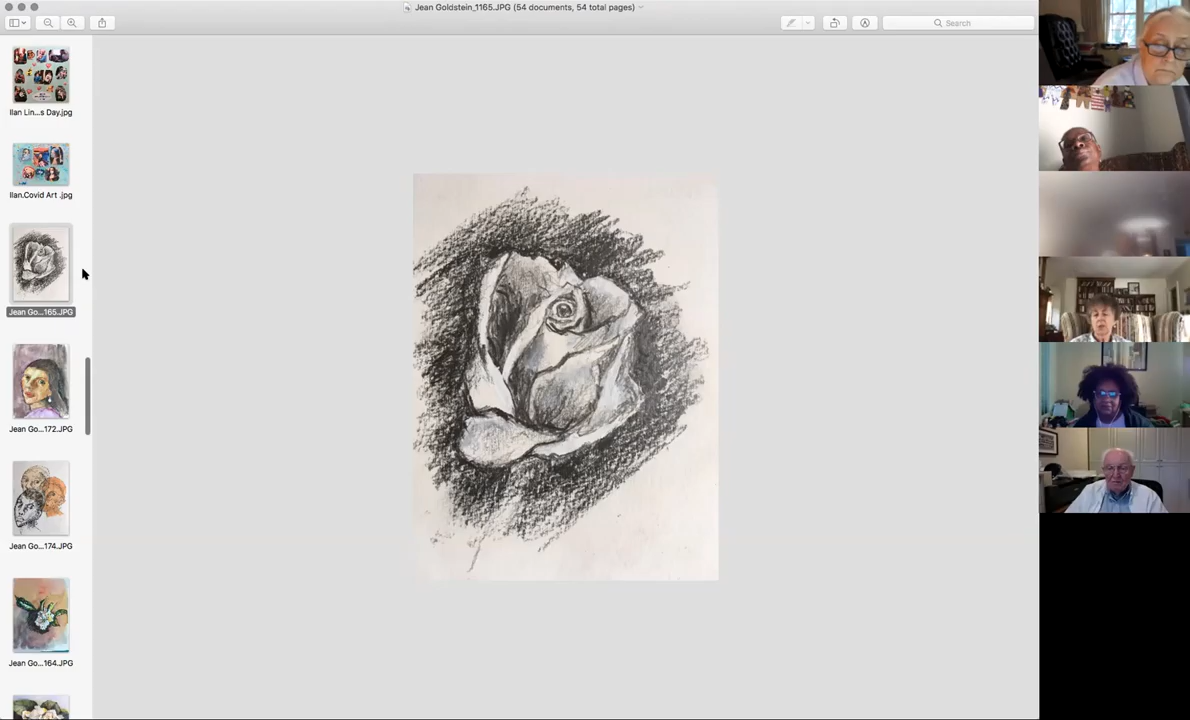 Jean Goldstein_1165.JPG (54 documents, 54 total pages)
Search
Ilan Lin...s Day.jpg
Ilan.Covid Art .jpg
Jean Go...165.JPG
Jean Go...172.JPG
Jean Go...174.JPG
Jean Go...164.JPG